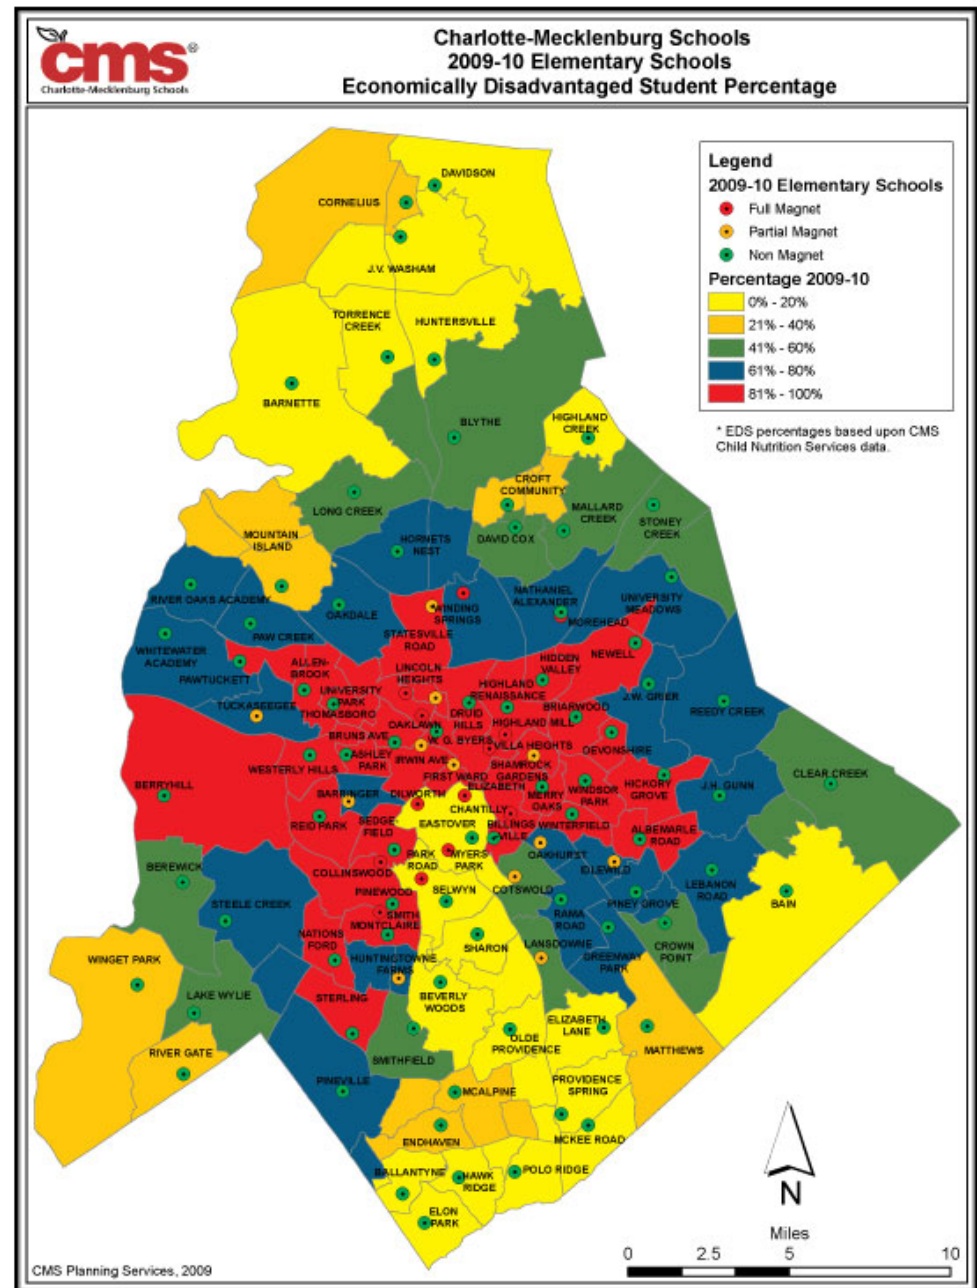 cms®
Charlotte-Mecklenburg Schools
Charlotte-Mecklenburg Schools
2009-10 Elementary Schools
Economically Disadvantaged Student Percentage
Legend
2009-10 Elementary Schools
Full Magnet
Partial Magnet
Non Magnet
Percentage 2009-10
0% - 20%
21% - 40%
41% - 60%
61% - 80%
81% - 100%
* EDS percentages based upon CMS
Child Nutrition Services data.
DAVIDSON
CORNELIUS
J.V. WASHAM
TORRENCE
CREEK
HUNTERSVILLE
BARNETTE
BLYTHE
HIGHLAND
CREEK
CROFT
COMMUNITY
LONG CREEK
MALLARD
CREEK
STONEY
CREEK
DAVID COX
MOUNTAIN
ISLAND
HORNETS
NEST
RIVER OAKS ACADEMY
OAKDALE
NATHANIEL
ALEXANDER
UNIVERSITY
MEADOWS
WINDING
SPRINGS
MOREHEAD
PAW CREEK
STATESVILLE
ROAD
WHITEWATER
ACADEMY
NEWELL
PAWTUCKETT
ALLEN-
BROOK
LINCOLN
HEIGHTS
HIDDEN
VALLEY
UNIVERSITY
PARK
HIGHLAND
RENAISSANCE
J.W. GRIER
TUCKASEEGEE
THOMASBORO
OAKLAWN
DRUID
HILLS
BRIARWOOD
REEDY CREEK
HIGHLAND MILL
BRUNS AVE
W. G. BYERS
DEVONSHIRE
VILLA HEIGHTS
WESTERLY HILLS
ASHLEY
PARK
IRWIN AVE
SHAMROCK
GARDENS
FIRST WARD
ELIZABETH
HICKORY
GROVE
CLEAR CREEK
BERRYHILL
BARRINGER
DILWORTH
MERRY
OAKS
WINDSOR
PARK
J.H. GUNN
CHANTILLY
REID PARK
SEDGE-
FIELD
EASTOVER
BILLINGS
VILLE
WINTERFIELD
ALBEMARLE
ROAD
PARK
ROAD
MYERS
PARK
OAKHURST
BEREWICK
COLLINSWOOD
IDLEWILD
LEBANON
ROAD
PINEWOOD
SELWYN
COTSWOLD
PINEY GROVE
BAIN
STEELE CREEK
SMITH
MONTCLAIRE
RAMA
ROAD
NATIONS
FORD
SHARON
LANSDOWNE
CROWN
POINT
WINGET PARK
HUNTINGTOWNE
FARMS
GREENWAY
PARK
LAKE WYLIE
STERLING
BEVERLY
WOODS
ELIZABETH
LANE
OLDE
PROVIDENCE
MATTHEWS
RIVER GATE
SMITHFIELD
PINEVILLE
MCALPINE
PROVIDENCE
SPRING
ENDHAVEN
MCKEE ROAD
BALLANTYNE
HAWK
RIDGE
POLO RIDGE
ELON
PARK
N
Miles
0 2.5 5 10
CMS Planning Services, 2009